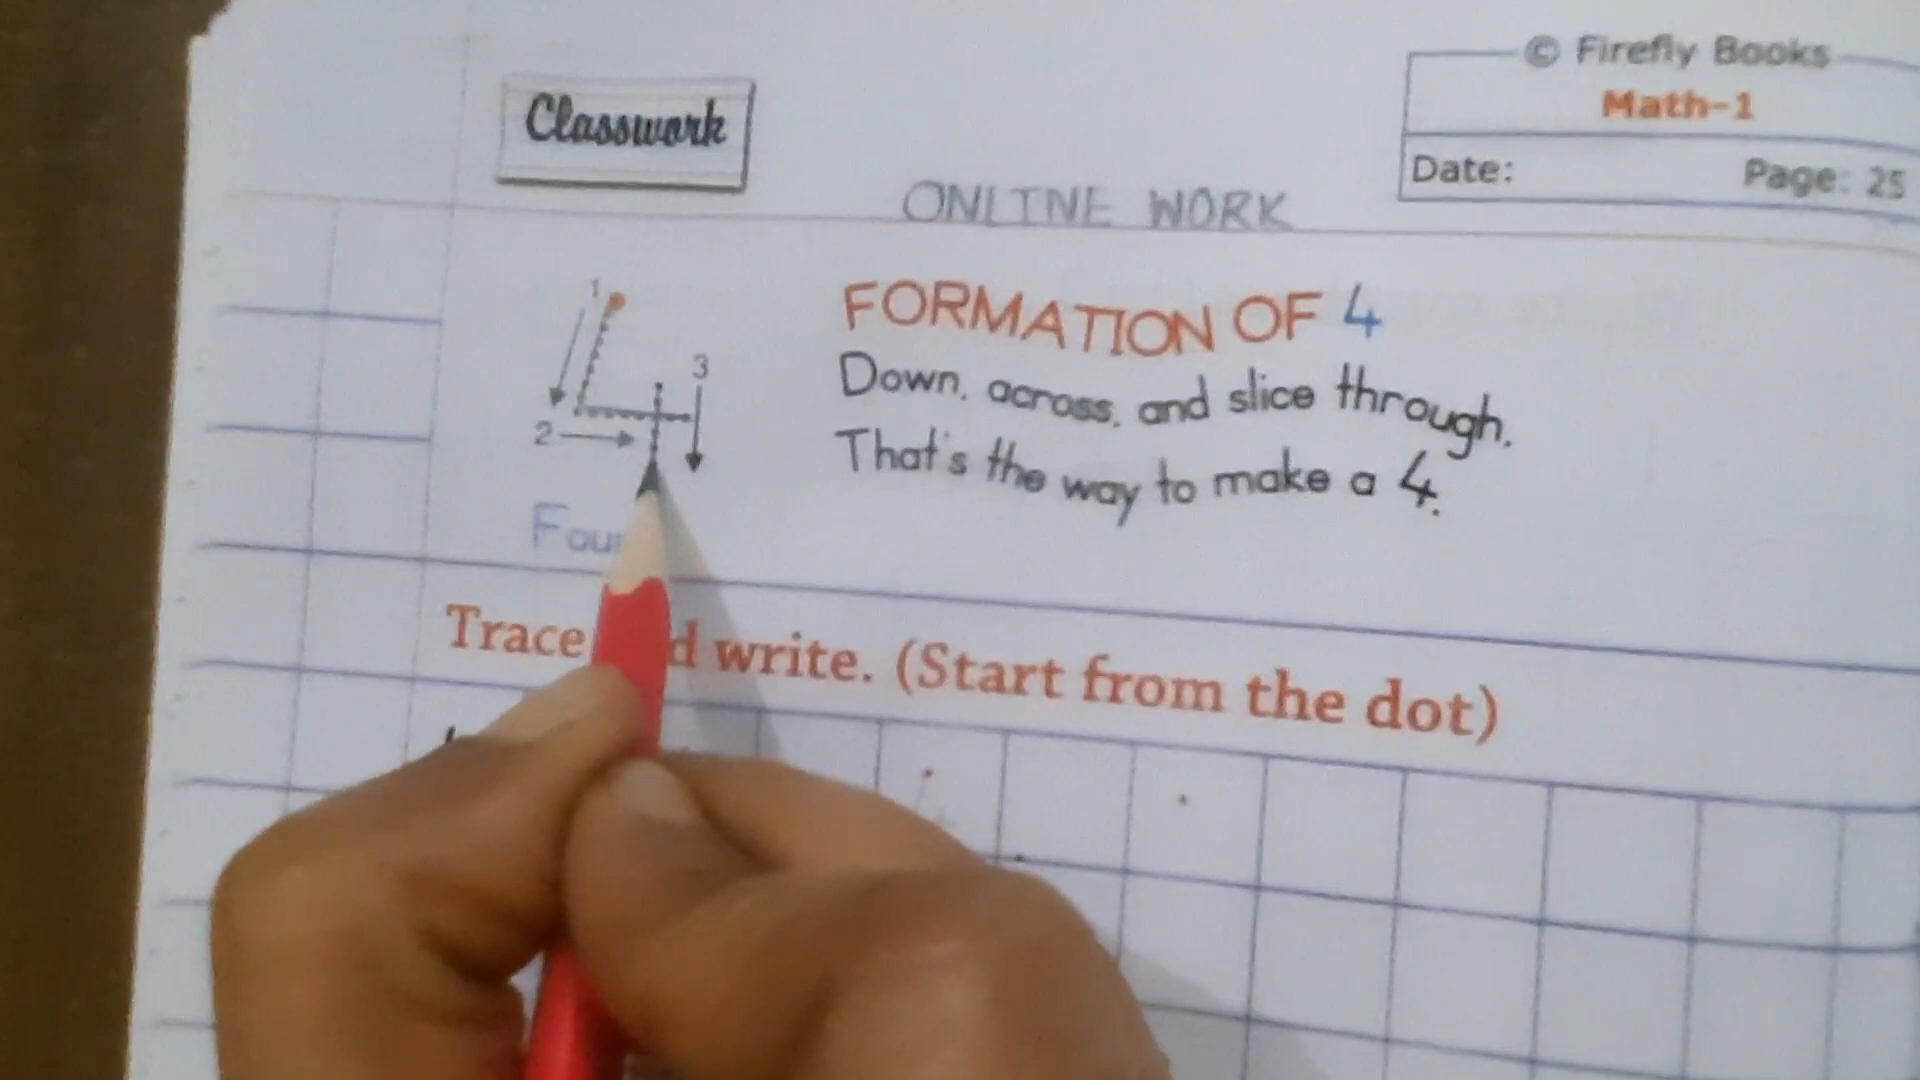 © Firefly Books
Math-1
Classwork
Date: Page: 25
ONLINE WORK
1
3
2
FORMATION OF 4
Down, across, and slice through.
That's the way to make a 4.
Trace write. (Start from the dot)